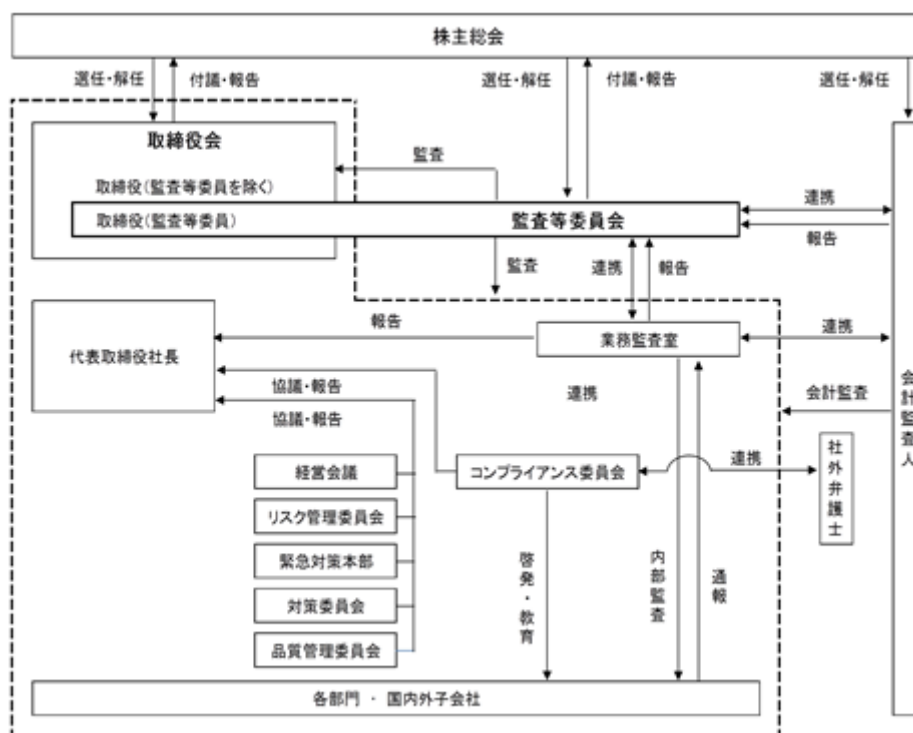 株主総会
選任・解任
付議・報告
選任・解任
付議・報告
選任・解任
取締役会
監査
取締役(監査等委員を除く)
取締役(監査等委員)
監査等委員会
連携
報告
監査
連携
報告
代表取締役社長
報告
業務監査室
連携
協議・報告
連携
会計監査
会計監査人
協議・報告
経営会議
コンプライアンス委員会
連携
社外弁護士
リスク管理委員会
緊急対策本部
対策委員会
品質管理委員会
啓発・教育
内部監査
通報
各部門 ・ 国内外子会社